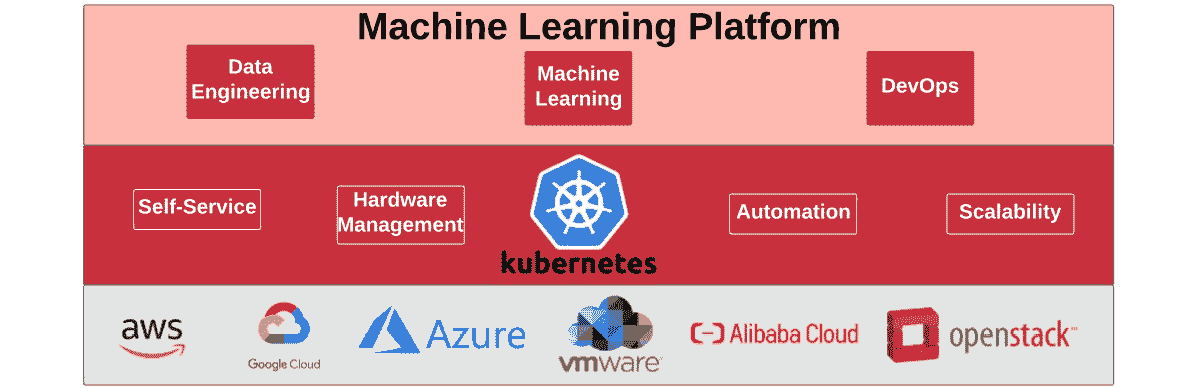 Machine Learning Platform
Data
Engineering
Machine
Learning
DevOps
Self-Service
Hardware
Management
kubernetes
Automation
Scalability
aws
Google Cloud
Azure
vmware
Alibaba Cloud
openstack™